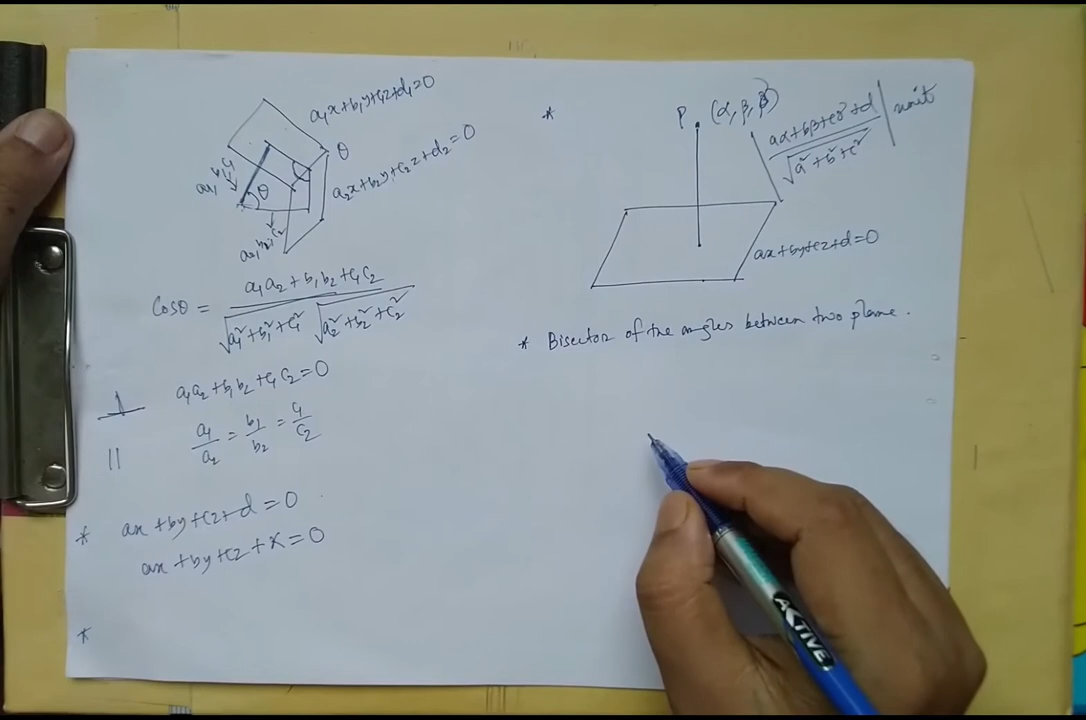 a₁x+b₁y+c₁z+d₁=0
θ
a₁, b₁, c₁
θ
a₂x+b₂y+c₂z+d₂=0
a₂, b₂, c₂
Cosθ = (a₁a₂+b₁b₂+c₁c₂)/(√(a₁²+b₁²+c₁²) √(a₂²+b₂²+c₂²))
⊥ a₁a₂+b₁b₂+c₁c₂=0
|| a₁/a₂ = b₁/b₂ = c₁/c₂
* ax+by+cz+d=0
ax+by+cz+K=0
*
* P (α, β, γ)
|(aα+bβ+cγ+d)/√(a²+b²+c²)| unit
ax+by+cz+d=0
* Bisector of the angles between two plane.
ACTIVE